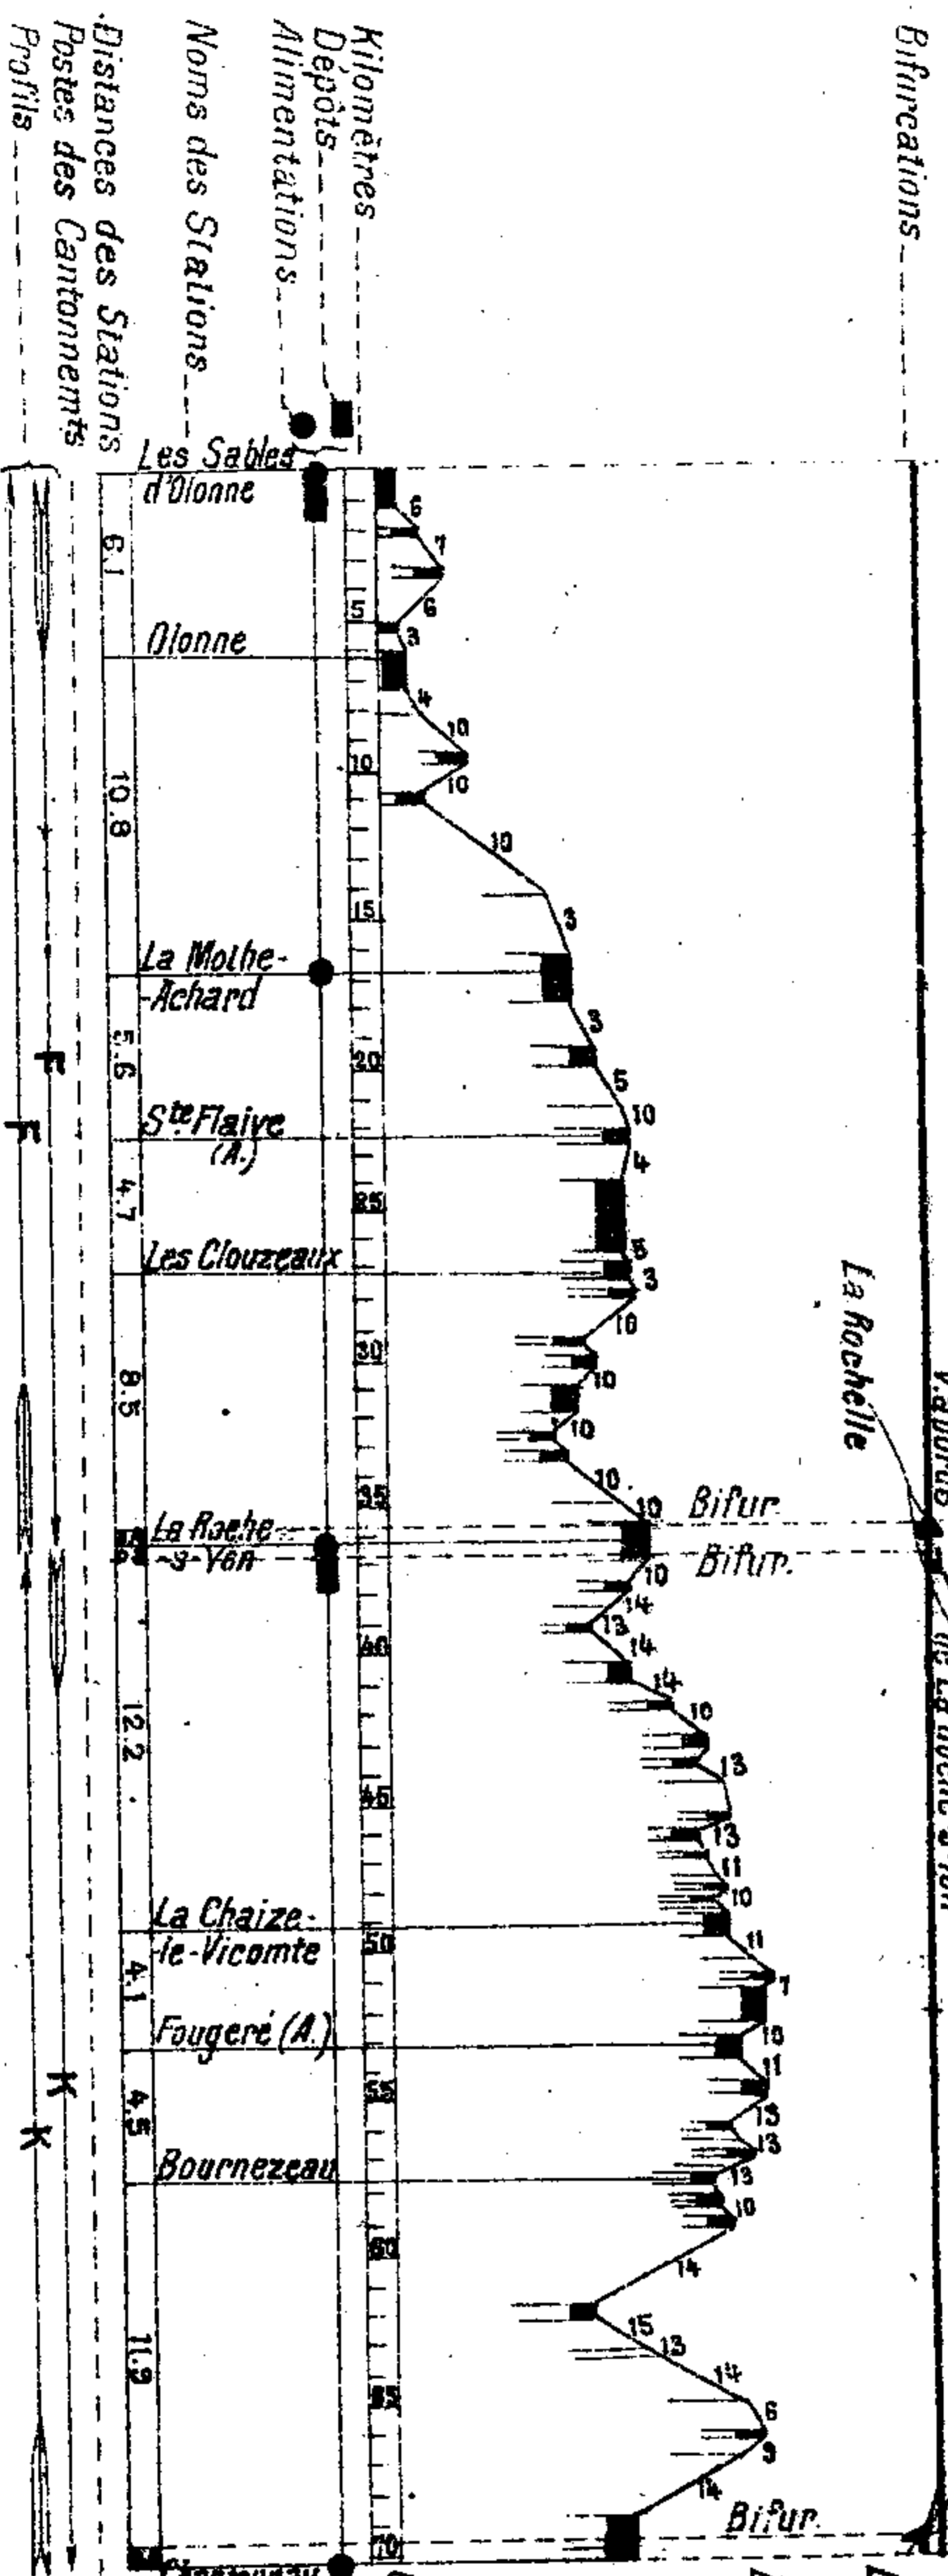 Bifurcations
Kilomètres
Dépôts
Alimentations
Noms des Stations
Distances des Stations
Postes des Cantonnemts
Profils
Les Sables
d'Olonne
6.1
6
7
6
5
3
Olonne
4
10
10
10
10.8
10
10
15
3
La Mothe-
-Achard
3
5.6
F
20
5
10
Ste Flaive
(A.)
F
4
4.7
25
5
Les Clouzeaux
3
10
La Rochelle
30
10
8.5
10
10
35
10
Bifur.
La Roche
-s-Yon
Bifur.
10
14
13
40
14
14
10
12.2
13
45
13
11
10
La Chaize-
-le-Vicomte
50
11
4.1
7
Fougeré (A.)
10
K
55
11
4.5
K
13
13
Bournezeau
13
10
60
14
15
13
11.9
14
65
6
9
14
Bifur.
70